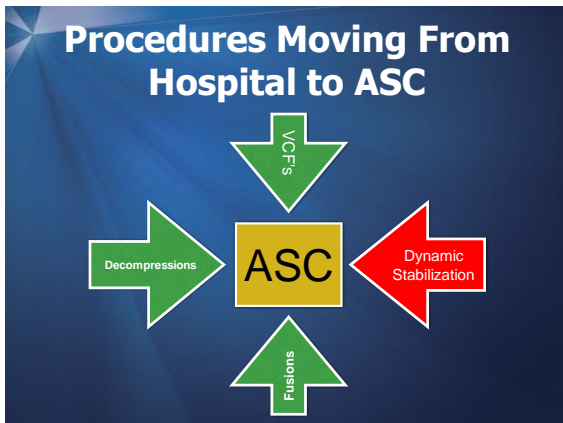 Procedures Moving From
Hospital to ASC
VCF's
Decompressions
ASC
Dynamic
Stabilization
Fusions